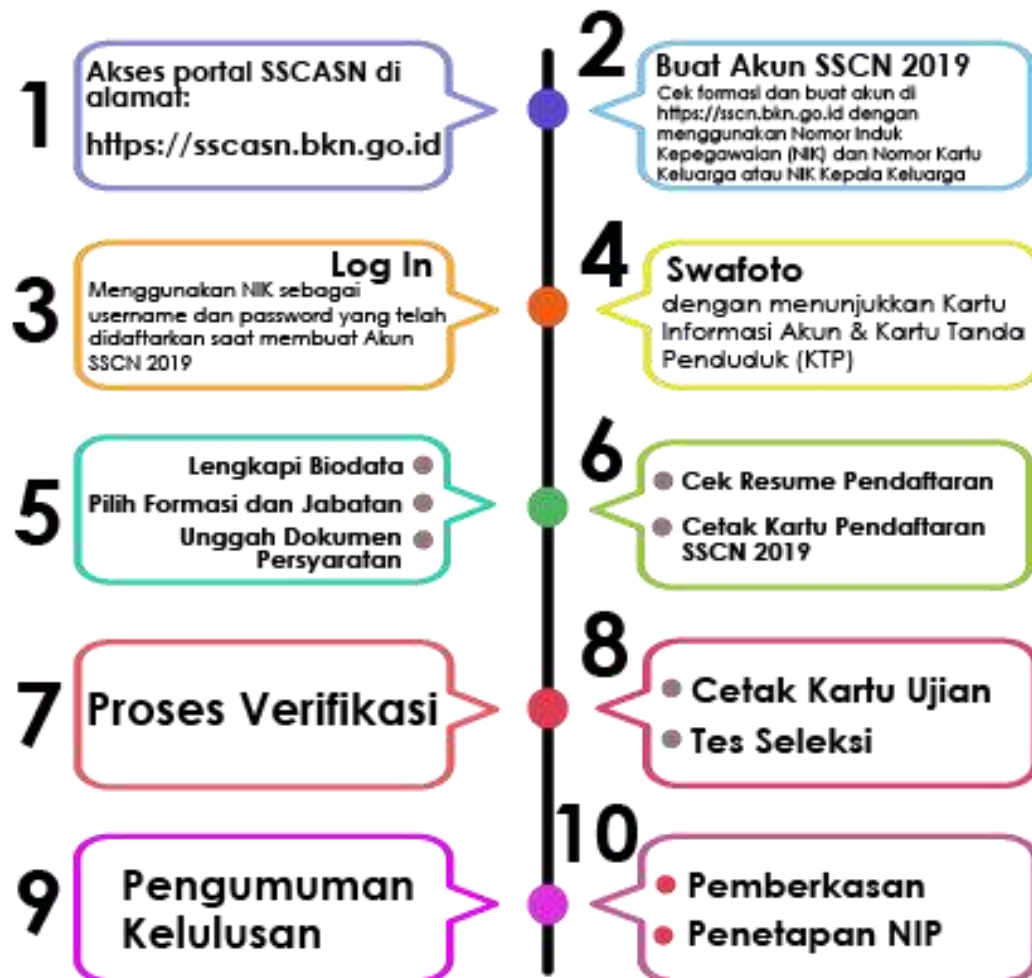 1
Akses portal SSCASN di
alamat:
https://sscasn.bkn.go.id
2
Buat Akun SSCN 2019
Cek formasi dan buat akun di
https://sscn.bkn.go.id dengan
menggunakan Nomor Induk
Kepegawaian (NIK) dan Nomor Kartu
Keluarga atau NIK Kepala Keluarga
3
Log In
Menggunakan NIK sebagai
username dan password yang telah
didaftarkan saat membuat Akun
SSCN 2019
4
Swafoto
dengan menunjukkan Kartu
Informasi Akun & Kartu Tanda
Penduduk (KTP)
5
Lengkapi Biodata
Pilih Formasi dan Jabatan
Unggah Dokumen
Persyaratan
6
Cek Resume Pendaftaran
Cetak Kartu Pendaftaran
SSCN 2019
7
Proses Verifikasi
8
Cetak Kartu Ujian
Tes Seleksi
9
Pengumuman
Kelulusan
10
Pemberkasan
Penetapan NIP